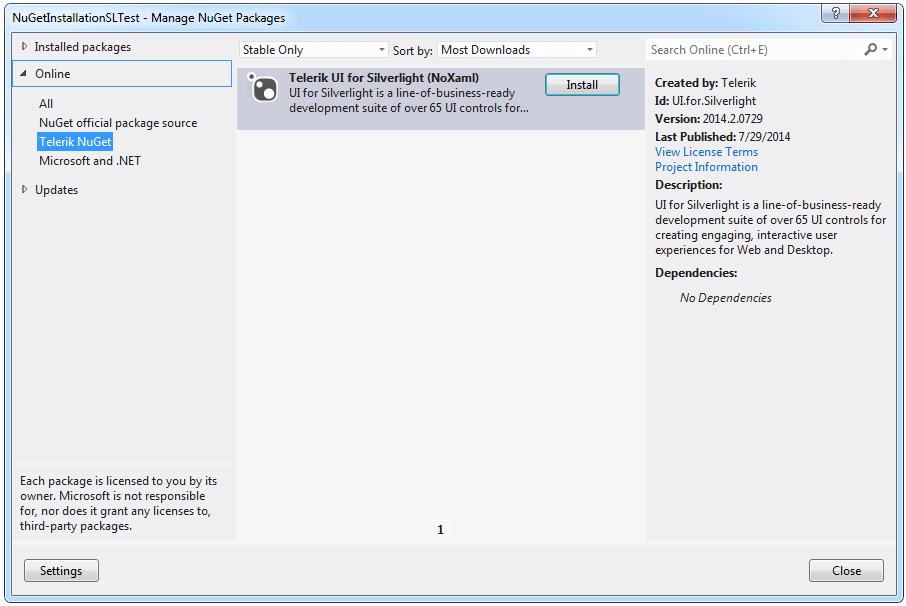 NuGetInstallationSLTest - Manage NuGet Packages
?
Installed packages
Online
All
NuGet official package source
Telerik NuGet
Microsoft and .NET
Updates
Each package is licensed to you by its
owner. Microsoft is not responsible
for, nor does it grant any licenses to,
third-party packages.
Settings
Stable Only
Sort by:
Most Downloads
Telerik UI for Silverlight (NoXaml)
UI for Silverlight is a line-of-business-ready
development suite of over 65 UI controls for...
Install
1
Search Online (Ctrl+E)
Created by: Telerik
Id: UI.for.Silverlight
Version: 2014.2.0729
Last Published: 7/29/2014
View License Terms
Project Information
Description:
UI for Silverlight is a line-of-business-ready
development suite of over 65 UI controls for
creating engaging, interactive user
experiences for Web and Desktop.
Dependencies:
No Dependencies
Close